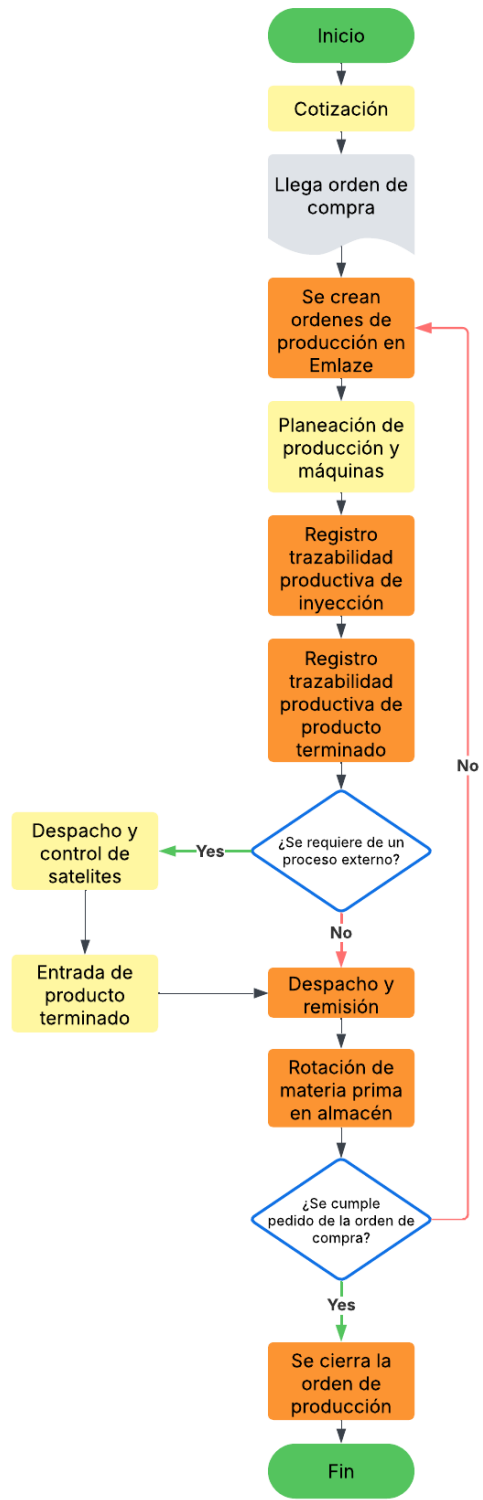 Inicio
Cotización
Llega orden de
compra
Se crean
ordenes de
producción en
Emlaze
Planeación de
producción y
máquinas
Registro
trazabilidad
productiva de
inyección
Registro
trazabilidad
productiva de
producto
terminado
No
¿Se requiere de un
proceso externo?
Yes
Despacho y
control de
satelites
No
Entrada de
producto
terminado
Despacho y
remisión
Rotación de
materia prima
en almacén
¿Se cumple
pedido de la orden de
compra?
Yes
Se cierra la
orden de
producción
Fin